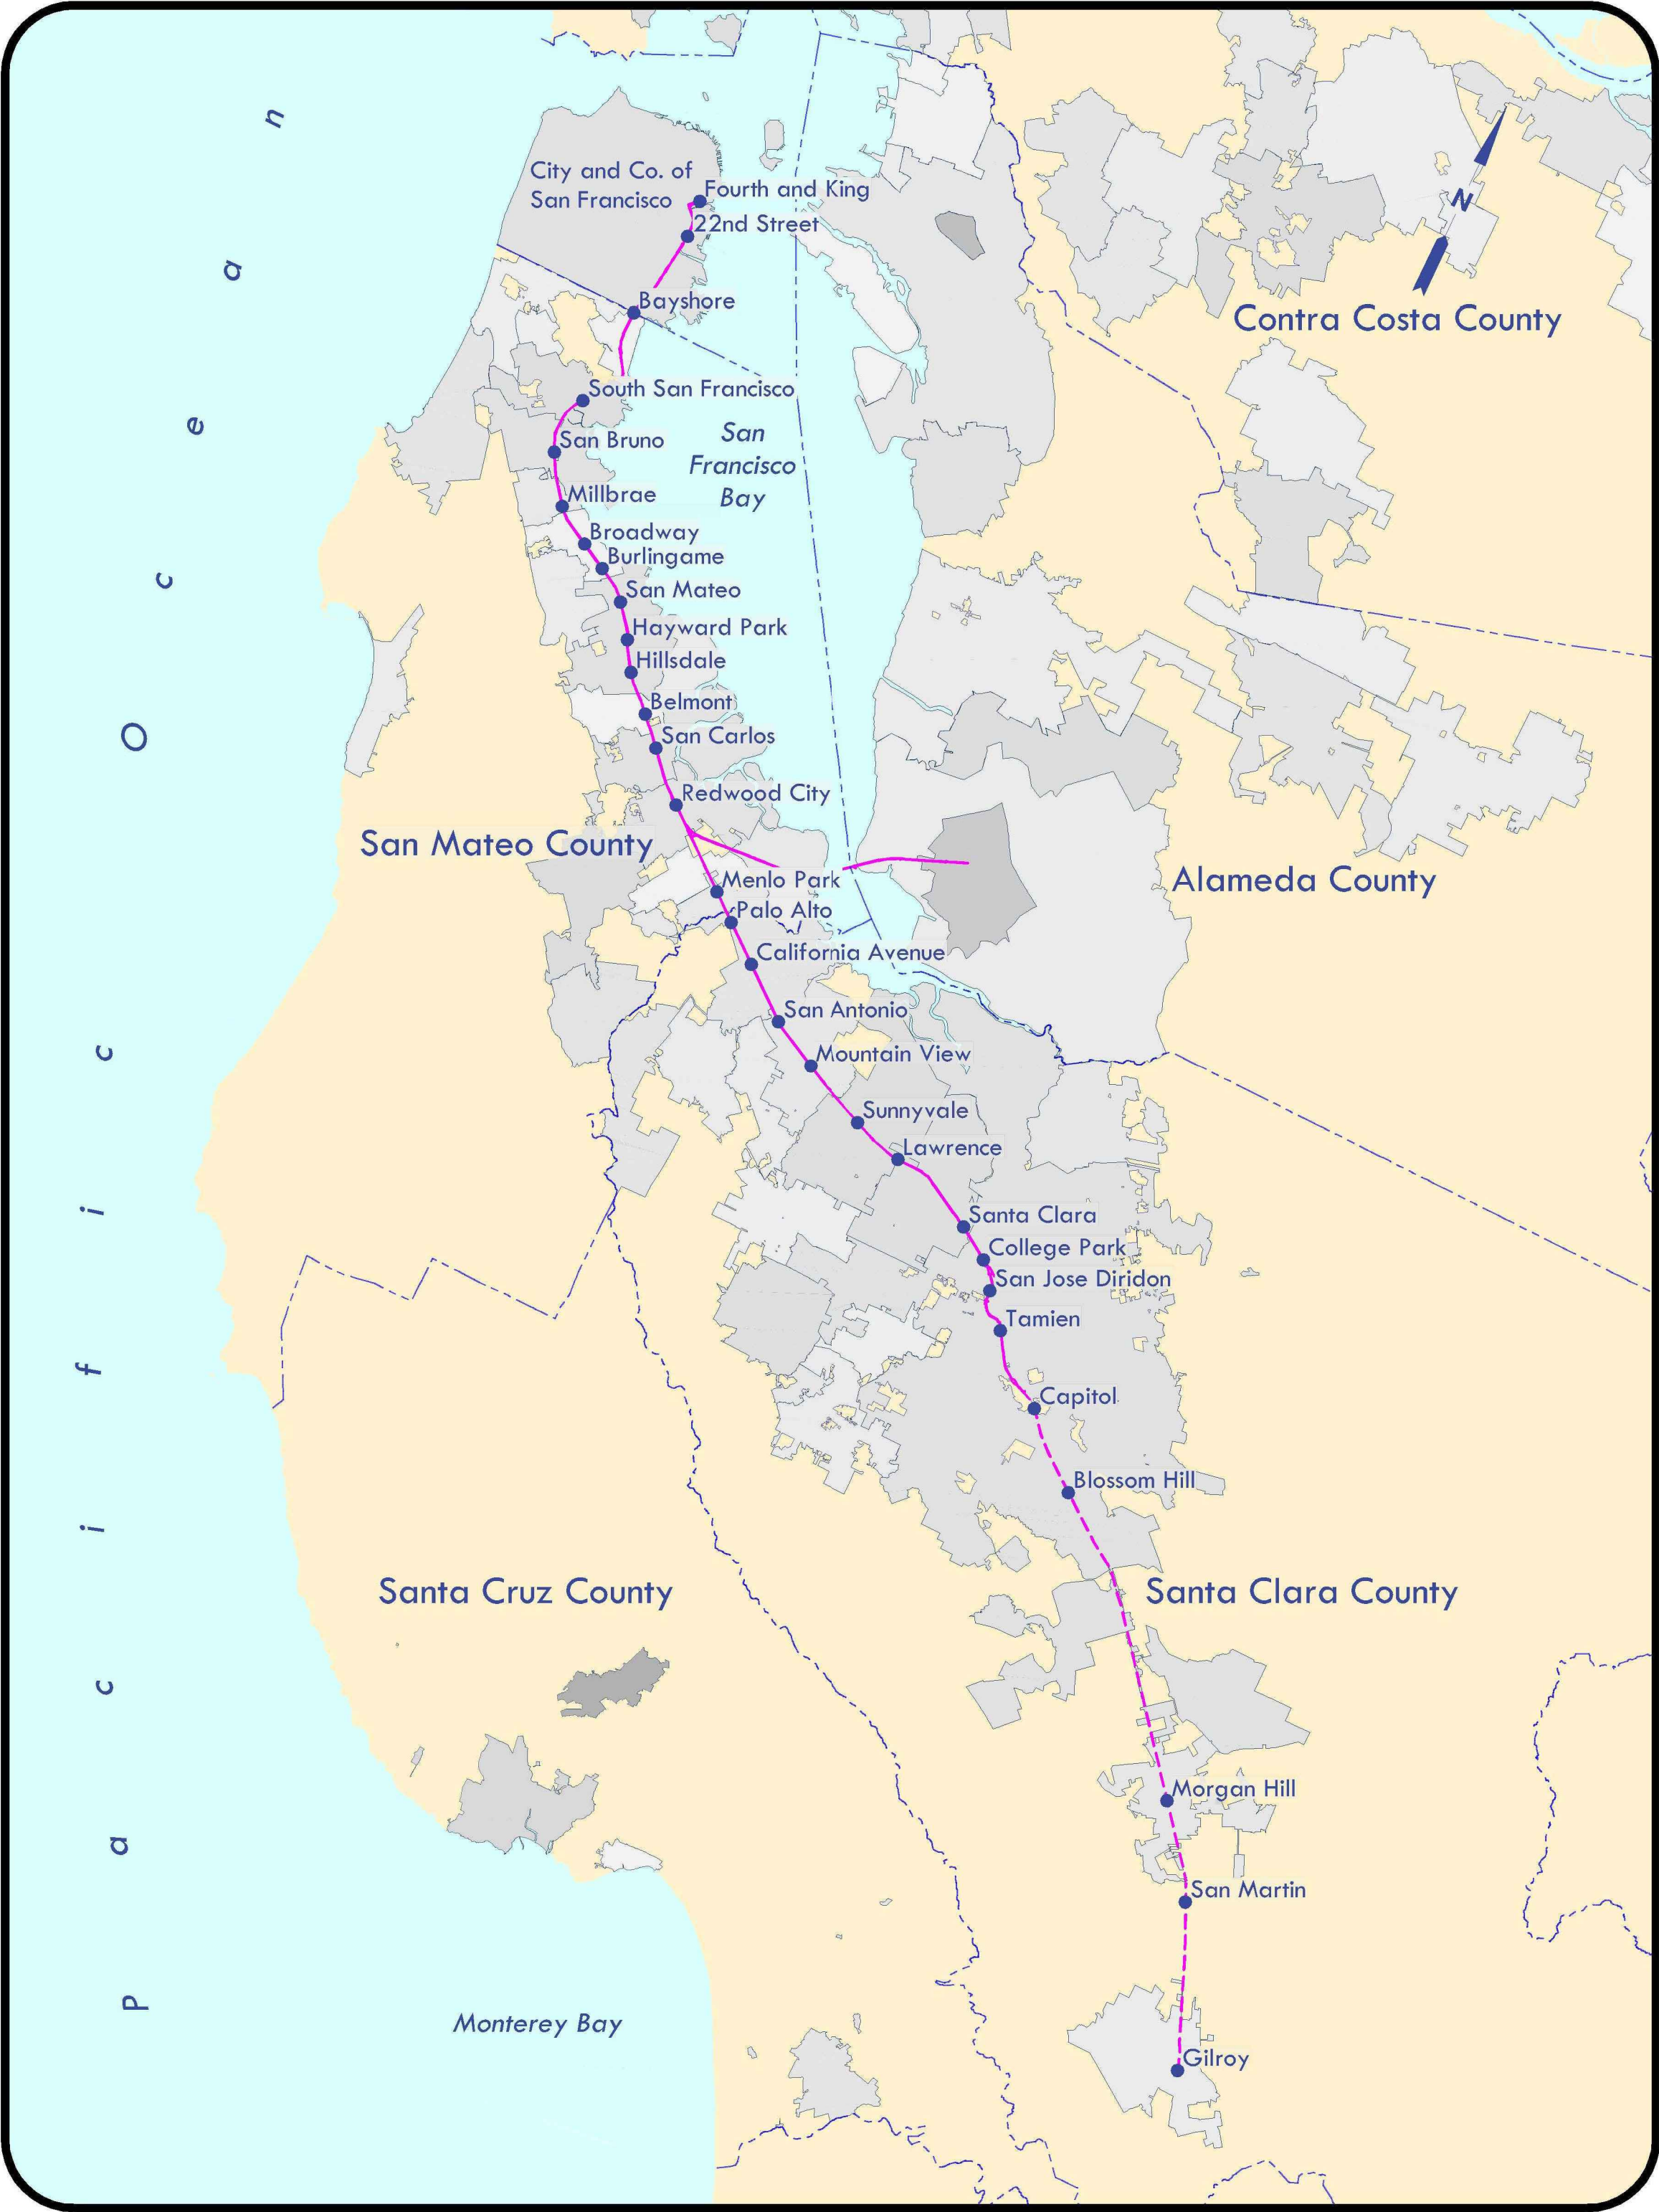 City and Co. of
San Francisco
Fourth and King
22nd Street
Bayshore
N
Contra Costa County
South San Francisco
San Bruno
San
Francisco
Bay
Millbrae
Broadway
Burlingame
San Mateo
Hayward Park
Hillsdale
Belmont
San Carlos
Redwood City
San Mateo County
Menlo Park
Alameda County
Palo Alto
California Avenue
San Antonio
Mountain View
Sunnyvale
Lawrence
Santa Clara
College Park
San Jose Diridon
Tamien
Capitol
Blossom Hill
Santa Cruz County
Santa Clara County
Morgan Hill
San Martin
Monterey Bay
Gilroy
Pacific Ocean